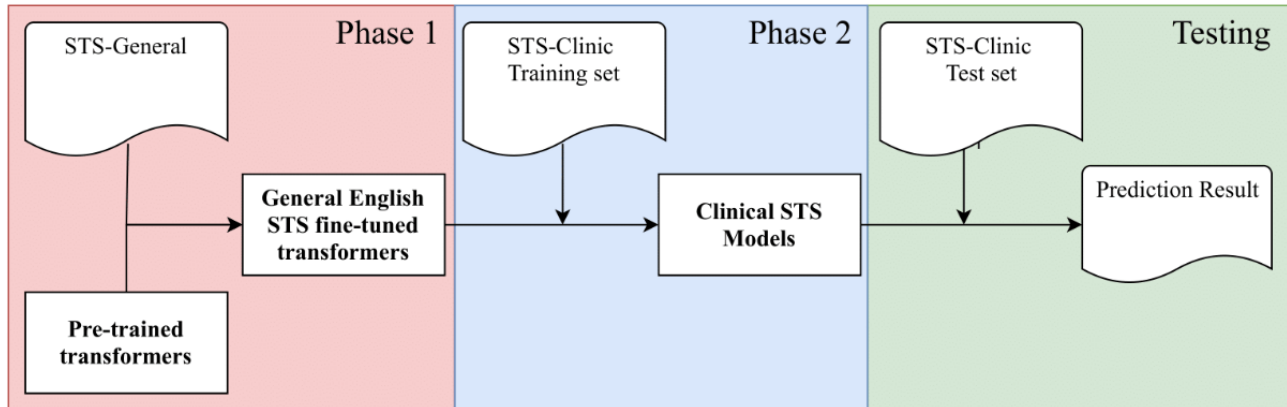 Phase 1
STS-General
General English
STS fine-tuned
transformers
Pre-trained
transformers
Phase 2
STS-Clinic
Training set
Clinical STS
Models
Testing
STS-Clinic
Test set
Prediction Result